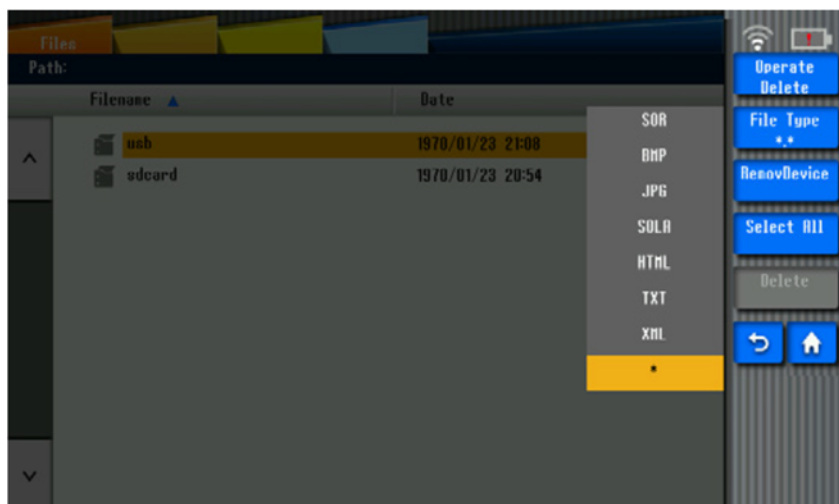 Files
Path:
Filename ▲ Date
usb 1970/01/23 21:08
sdcard 1970/01/23 20:54
SOR
BMP
JPG
SOLA
HTML
TXT
XML
*
Operate
Delete
File Type
*.*
RemovDevice
Select All
Delete